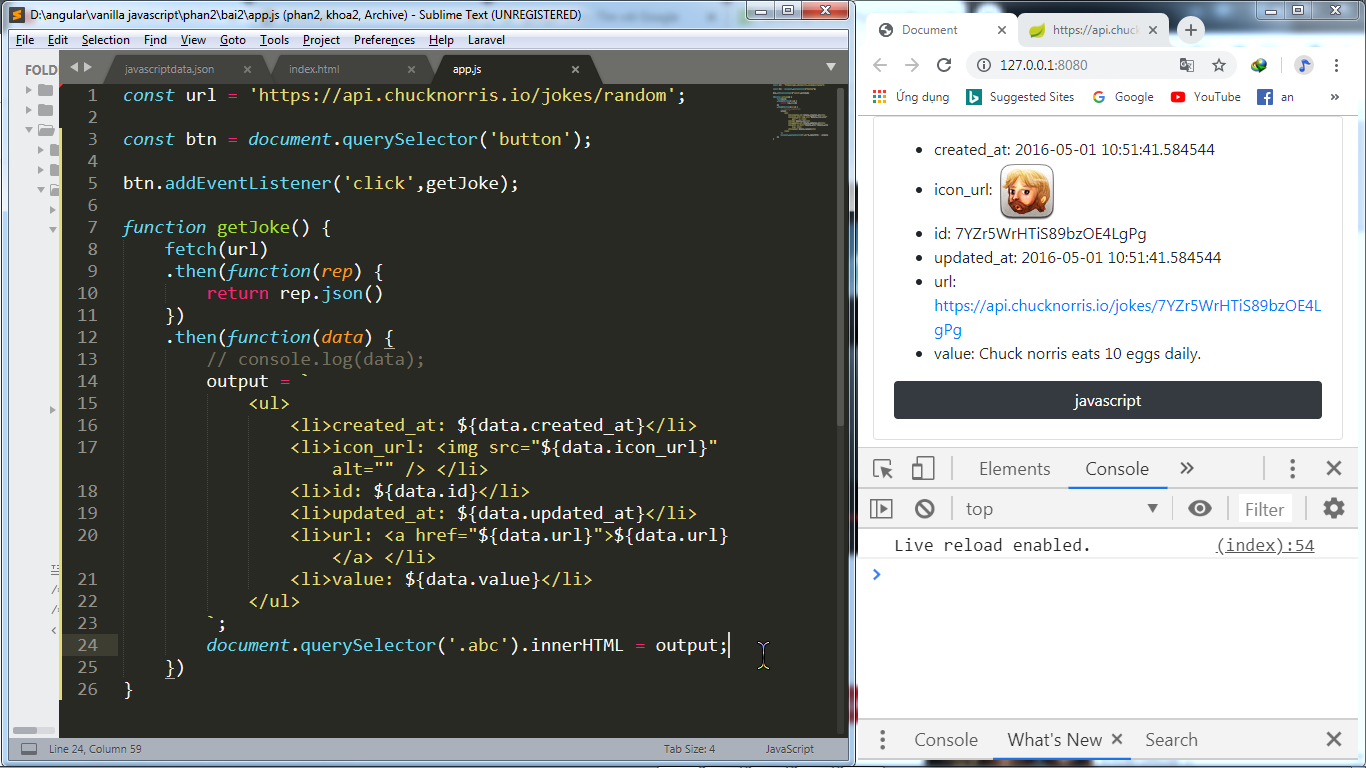 D:\angular\vanilla javascript\phan2\bai2\app.js (phan2, khoa2, Archive) - Sublime Text (UNREGISTERED)
File Edit Selection Find View Goto Tools Project Preferences Help Laravel
FOLD
javascriptdata.json × index.html × app.js ×
1 const url = 'https://api.chucknorris.io/jokes/random';
2
3 const btn = document.querySelector('button');
4
5 btn.addEventListener('click',getJoke);
6
7 function getJoke() {
8 fetch(url)
9 .then(function(rep) {
10 return rep.json()
11 })
12 .then(function(data) {
13 // console.log(data);
14 output = `
15 <ul>
16 <li>created_at: ${data.created_at}</li>
17 <li>icon_url: <img src="${data.icon_url}"
alt="" /> </li>
18 <li>id: ${data.id}</li>
19 <li>updated_at: ${data.updated_at}</li>
20 <li>url: <a href="${data.url}">${data.url}
</a> </li>
21 <li>value: ${data.value}</li>
22 </ul>
23 `;
24 document.querySelector('.abc').innerHTML = output;
25 })
26 }
Line 24, Column 59 Tab Size: 4 JavaScript
Document × https://api.chuck ×
127.0.0.1:8080
Ứng dụng Suggested Sites Google YouTube an »
• created_at: 2016-05-01 10:51:41.584544
• icon_url:
• id: 7YZr5WrHTiS89bzOE4LgPg
• updated_at: 2016-05-01 10:51:41.584544
• url:
https://api.chucknorris.io/jokes/7YZr5WrHTiS89bzOE4L
gPg
• value: Chuck norris eats 10 eggs daily.
javascript
Elements Console »
top Filter
Live reload enabled. (index):54
Console What's New × Search